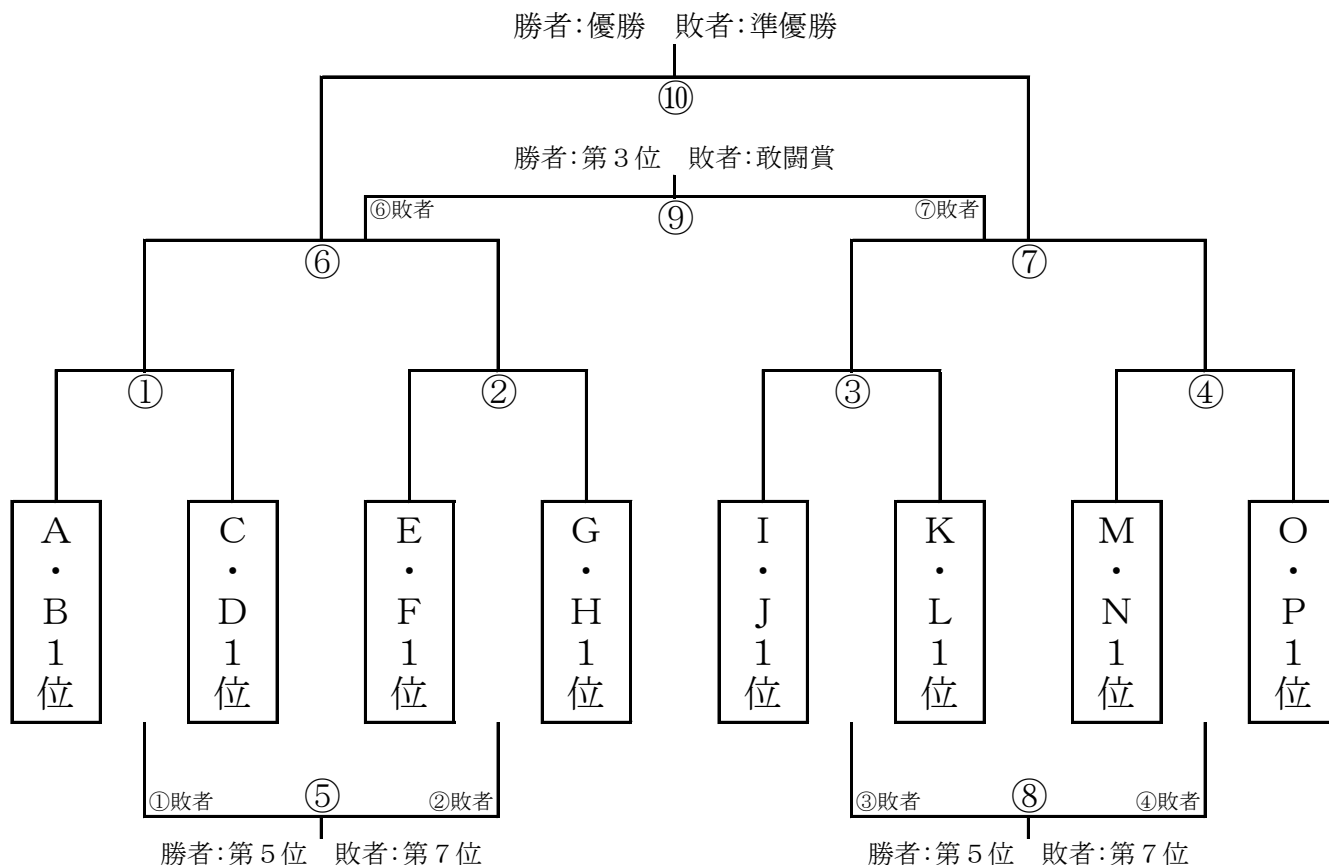 勝者：優勝　敗者：準優勝
⑩
勝者：第３位　敗者：敢闘賞
⑥敗者
⑨
⑦敗者
⑥
⑦
①
②
③
④
A・B１位
C・D１位
E・F１位
G・H１位
I・J１位
K・L１位
M・N１位
O・P１位
①敗者
⑤
②敗者
③敗者
⑧
④敗者
勝者：第５位　敗者：第７位
勝者：第５位　敗者：第７位